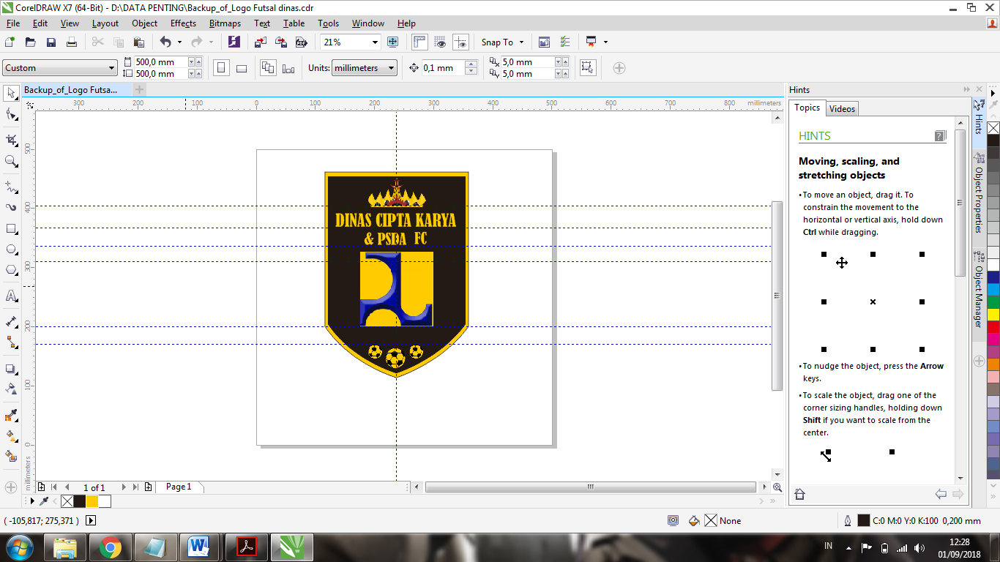 CorelDRAW X7 (64-Bit) - D:\DATA PENTING\Backup_of_Logo Futsal dinas.cdr
File Edit View Layout Object Effects Bitmaps Text Table Tools Window Help
21% Snap To
Custom 500,0 mm 500,0 mm Units: millimeters 0,1 mm 5,0 mm 5,0 mm
Backup_of_Logo Futsa...
300 200 100 0 100 200 300 400 500 600 700 800 millimeters
500
400
300
200
100
0
millimeters
DINAS CIPTA KARYA
& PSDA FC
1 of 1 Page 1
Hints
Topics Videos
HINTS
Moving, scaling, and
stretching objects
•To move an object, drag it. To
constrain the movement to the
horizontal or vertical axis, hold down
Ctrl while dragging.
•To nudge the object, press the Arrow
keys.
•To scale the object, drag one of the
corner sizing handles, holding down
Shift if you want to scale from the
center.
Hints
Object Properties
Object Manager
( -105,817; 275,371 ) None C:0 M:0 Y:0 K:100 0,200 mm
IN 12:28
01/09/2018